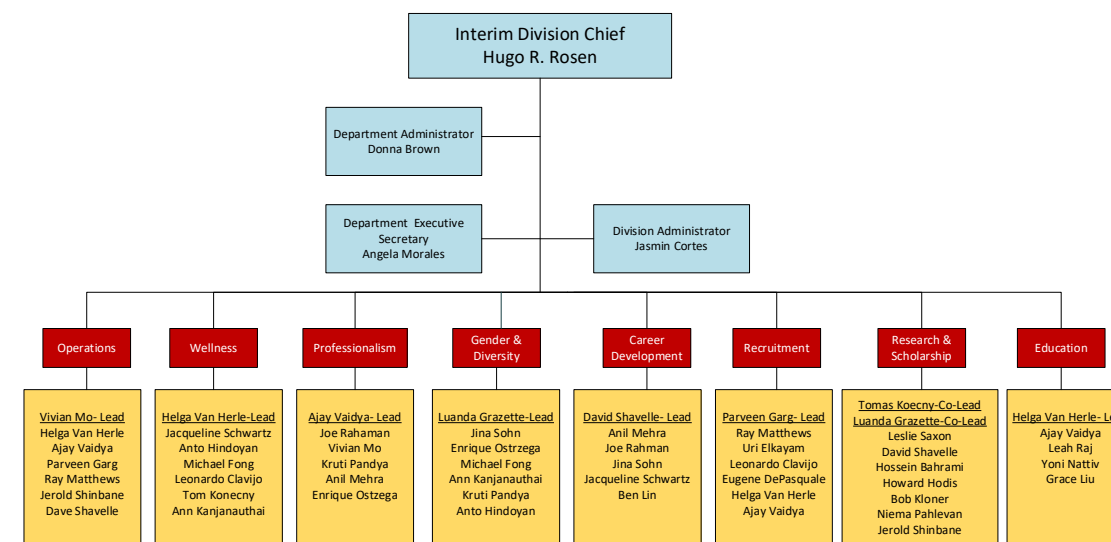 Interim Division Chief
Hugo R. Rosen
Department Administrator
Donna Brown
Department Executive
Secretary
Angela Morales
Division Administrator
Jasmin Cortes
Operations
Wellness
Professionalism
Gender &
Diversity
Career
Development
Recruitment
Research &
Scholarship
Education
Vivian Mo- Lead
Helga Van Herle
Ajay Vaidya
Parveen Garg
Ray Matthews
Jerold Shinbane
Dave Shavelle
Helga Van Herle-Lead
Jacqueline Schwartz
Anto Hindoyan
Michael Fong
Leonardo Clavijo
Tom Konecny
Ann Kanjanauthai
Ajay Vaidya- Lead
Joe Rahaman
Vivian Mo
Kruti Pandya
Anil Mehra
Enrique Ostzega
Luanda Grazette-Lead
Jina Sohn
Enrique Ostrzega
Michael Fong
Ann Kanjanauthai
Kruti Pandya
Anto Hindoyan
David Shavelle- Lead
Anil Mehra
Joe Rahman
Jina Sohn
Jacqueline Schwartz
Ben Lin
Parveen Garg- Lead
Ray Matthews
Uri Elkayam
Leonardo Clavijo
Eugene DePasquale
Helga Van Herle
Ajay Vaidya
Tomas Koecny-Co-Lead
Luanda Grazette-Co-Lead
Leslie Saxon
David Shavelle
Hossein Bahrami
Howard Hodis
Bob Kloner
Niema Pahlevan
Jerold Shinbane
Helga Van Herle-
Ajay Vaidya
Leah Raj
Yoni Nattiv
Grace Liu